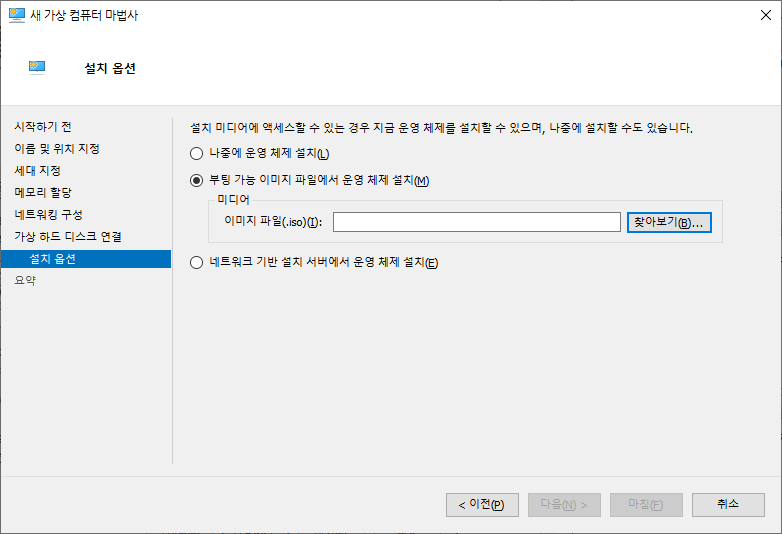 새 가상 컴퓨터 마법사
설치 옵션
시작하기 전
이름 및 위치 지정
세대 지정
메모리 할당
네트워킹 구성
가상 하드 디스크 연결
설치 옵션
요약
설치 미디어에 액세스할 수 있는 경우 지금 운영 체제를 설치할 수 있으며, 나중에 설치할 수도 있습니다.
나중에 운영 체제 설치(L)
부팅 가능 이미지 파일에서 운영 체제 설치(M)
미디어
이미지 파일(.iso)(I):
찾아보기(B)...
네트워크 기반 설치 서버에서 운영 체제 설치(E)
< 이전(P)
다음(N) >
마침(F)
취소